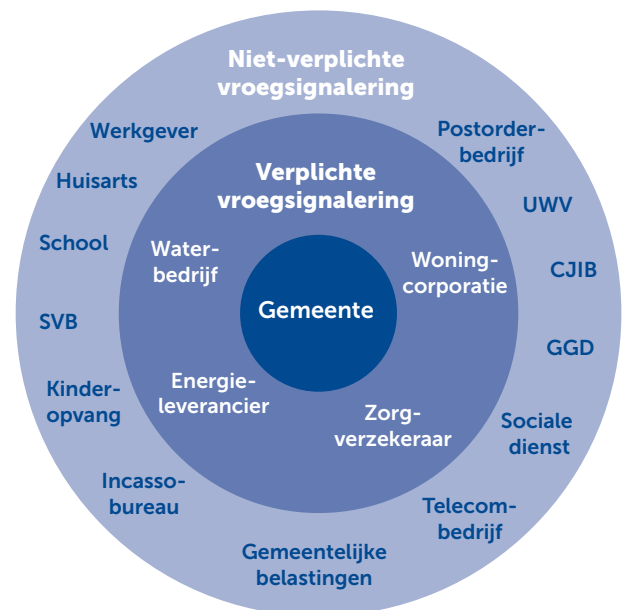 Niet-verplichte
vroegsignalering
Werkgever
Huisarts
School
SVB
Kinder-
opvang
Incasso-
bureau
Gemeentelijke
belastingen
Telecom-
bedrijf
Sociale
dienst
GGD
CJIB
UWV
Postorder-
bedrijf
Verplichte
vroegsignalering
Water-
bedrijf
Woning-
corporatie
Energie-
leverancier
Zorg-
verzekeraar
Gemeente